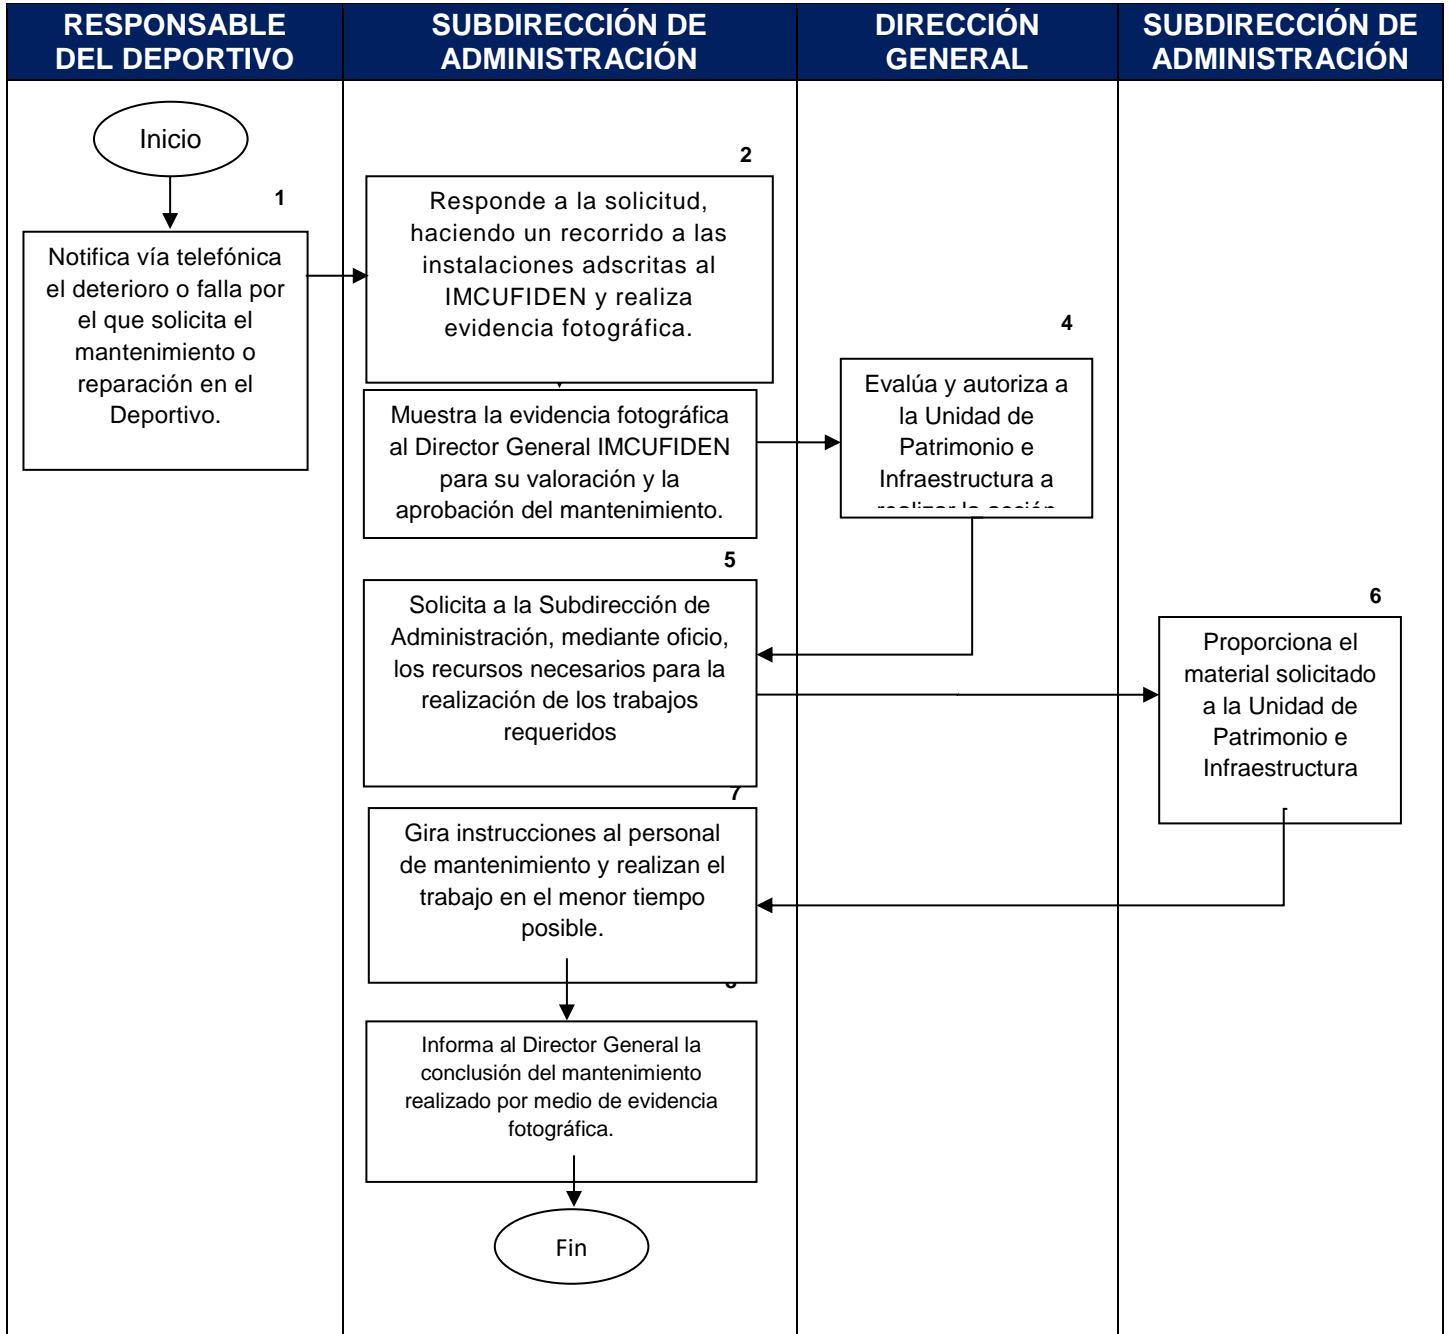 RESPONSABLE
DEL DEPORTIVO
SUBDIRECCIÓN DE
ADMINISTRACIÓN
DIRECCIÓN
GENERAL
SUBDIRECCIÓN DE
ADMINISTRACIÓN
Inicio
1
Notifica vía telefónica
el deterioro o falla por
el que solicita el
mantenimiento o
reparación en el
Deportivo.
2
Responde a la solicitud,
haciendo un recorrido a las
instalaciones adscritas al
IMCUFIDEN y realiza
evidencia fotográfica.
Muestra la evidencia fotográfica
al Director General IMCUFIDEN
para su valoración y la
aprobación del mantenimiento.
4
Evalúa y autoriza a
la Unidad de
Patrimonio e
Infraestructura a
realizar la acción
5
Solicita a la Subdirección de
Administración, mediante oficio,
los recursos necesarios para la
realización de los trabajos
requeridos
6
Proporciona el
material solicitado
a la Unidad de
Patrimonio e
Infraestructura
7
Gira instrucciones al personal
de mantenimiento y realizan el
trabajo en el menor tiempo
posible.
Informa al Director General la
conclusión del mantenimiento
realizado por medio de evidencia
fotográfica.
Fin